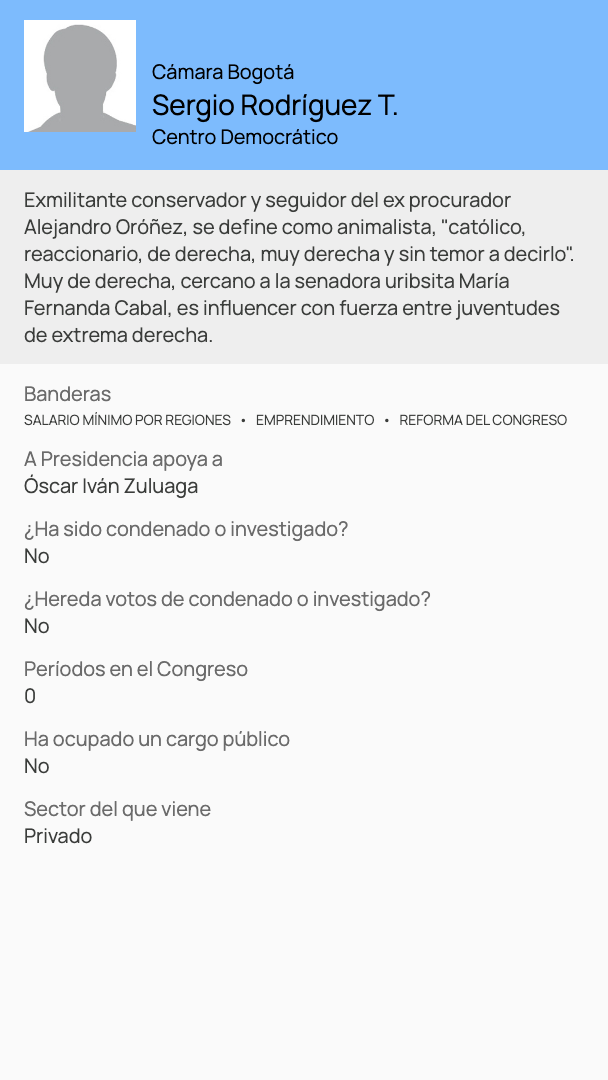 Cámara Bogotá
Sergio Rodríguez T.
Centro Democrático
Exmilitante conservador y seguidor del ex procurador
Alejandro Oróñez, se define como animalista, "católico,
reaccionario, de derecha, muy derecha y sin temor a decirlo".
Muy de derecha, cercano a la senadora uribsita María
Fernanda Cabal, es influencer con fuerza entre juventudes
de extrema derecha.
Banderas
SALARIO MÍNIMO POR REGIONES • EMPRENDIMIENTO • REFORMA DEL CONGRESO
A Presidencia apoya a
Óscar Iván Zuluaga
¿Ha sido condenado o investigado?
No
¿Hereda votos de condenado o investigado?
No
Períodos en el Congreso
0
Ha ocupado un cargo público
No
Sector del que viene
Privado